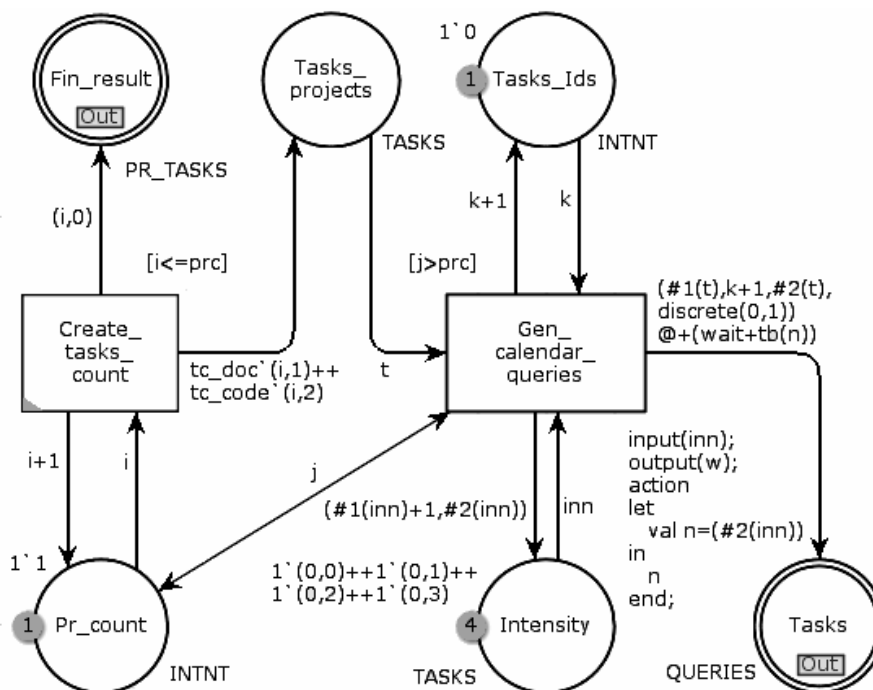 1`0
Fin_result
Out
Tasks_
projects
1
Tasks_Ids
PR_TASKS
TASKS
INTNT
(i,0)
k+1
k
[i<=prc]
[j>prc]
(#1(t),k+1,#2(t),
discrete(0,1))
@+(wait+tb(n))
Create_
tasks_
count
Gen_
calendar_
queries
tc_doc`(i,1)++
tc_code`(i,2)
t
i+1
i
j
(#1(inn)+1,#2(inn))
inn
input(inn);
output(w);
action
let
val n=(#2(inn))
in
n
end;
1`1
1
Pr_count
INTNT
1`(0,0)++1`(0,1)++
1`(0,2)++1`(0,3)
4
Intensity
TASKS
Tasks
Out
QUERIES